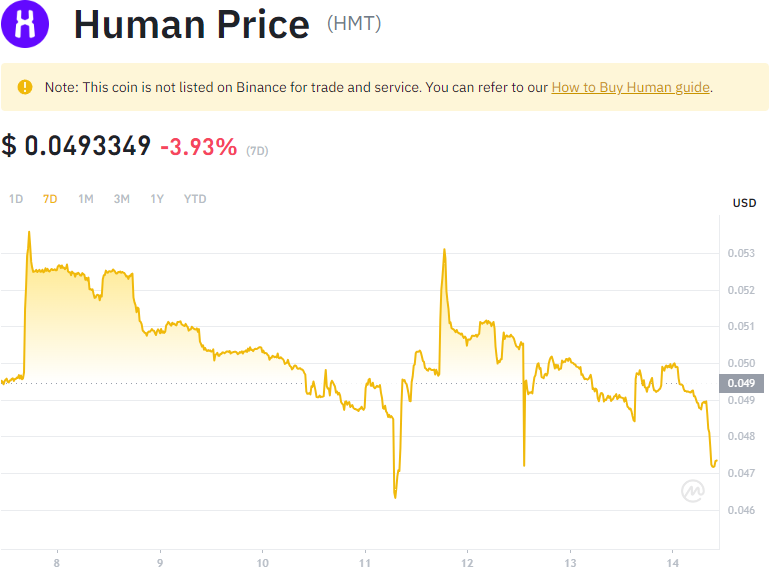 Human Price (HMT)
Note: This coin is not listed on Binance for trade and service. You can refer to our How to Buy Human guide.
$ 0.0493349 -3.93% (7D)
1D 7D 1M 3M 1Y YTD
USD
0.053
0.052
0.051
0.050
0.049
0.049
0.048
0.047
0.046
8 9 10 11 12 13 14